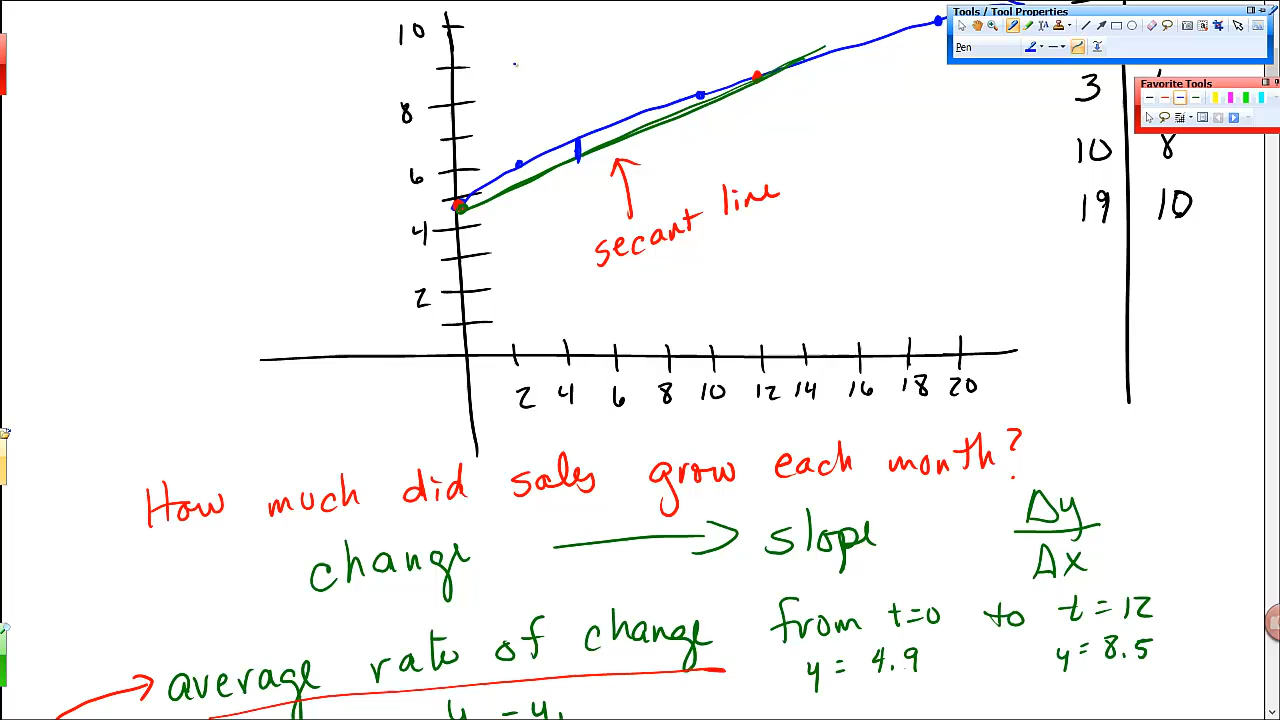 Tools / Tool Properties
Pen
Favorite Tools
10
8
6
4
2
2 4 6 8 10 12 14 16 18 20
secant line
3
10 8
19 10
How much did sales grow each month?
change → slope Δy
Δx
average rate of change from t=0 to t=12
y = 4.9 y = 8.5